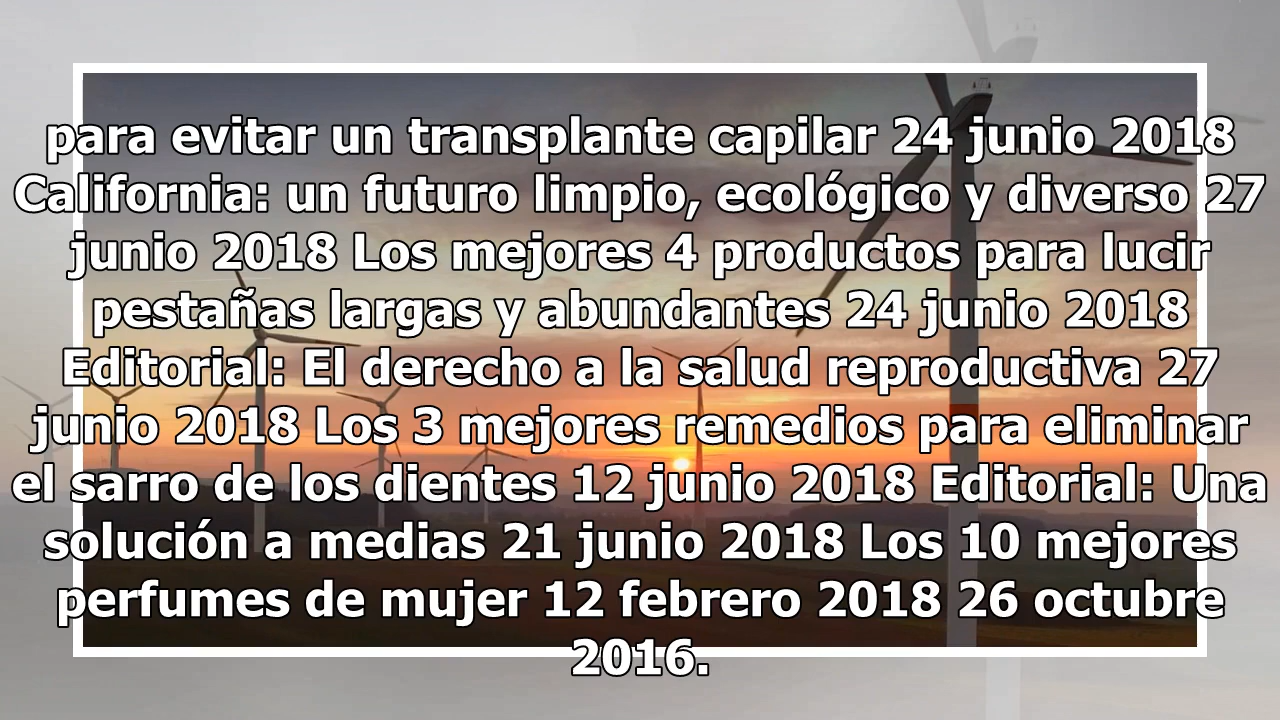 para evitar un transplante capilar 24 junio 2018
California: un futuro limpio, ecológico y diverso 27
junio 2018 Los mejores 4 productos para lucir
pestañas largas y abundantes 24 junio 2018
Editorial: El derecho a la salud reproductiva 27
junio 2018 Los 3 mejores remedios para eliminar
el sarro de los dientes 12 junio 2018 Editorial: Una
solución a medias 21 junio 2018 Los 10 mejores
perfumes de mujer 12 febrero 2018 26 octubre
2016.